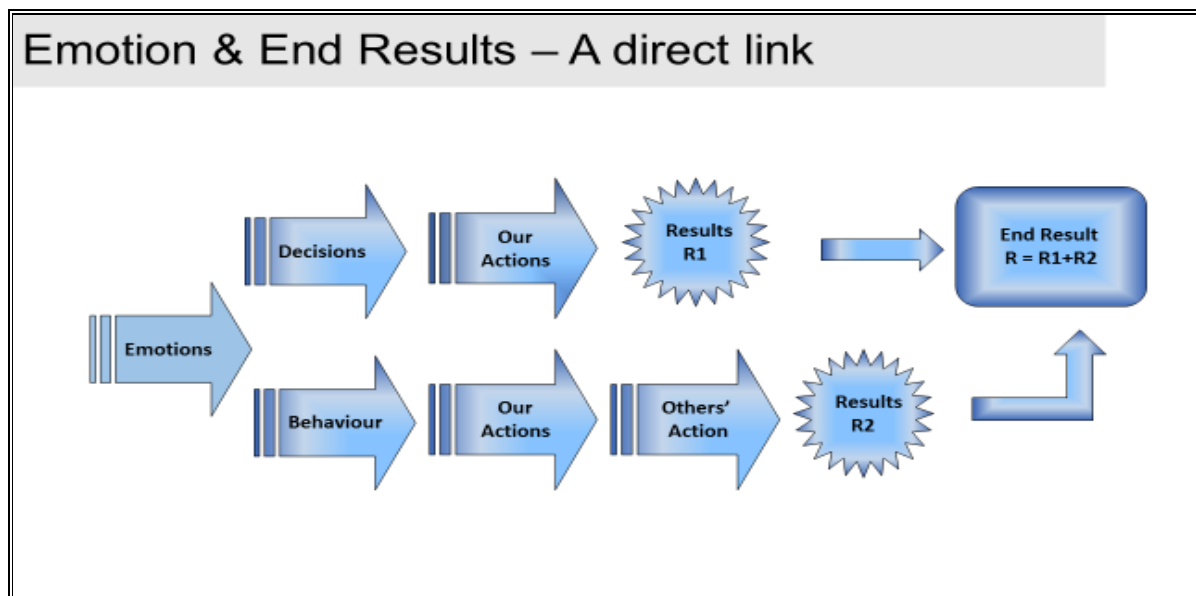 Emotion & End Results – A direct link
Decisions
Our
Actions
Results
R1
End Result
R = R1+R2
Emotions
Behaviour
Our
Actions
Others'
Action
Results
R2